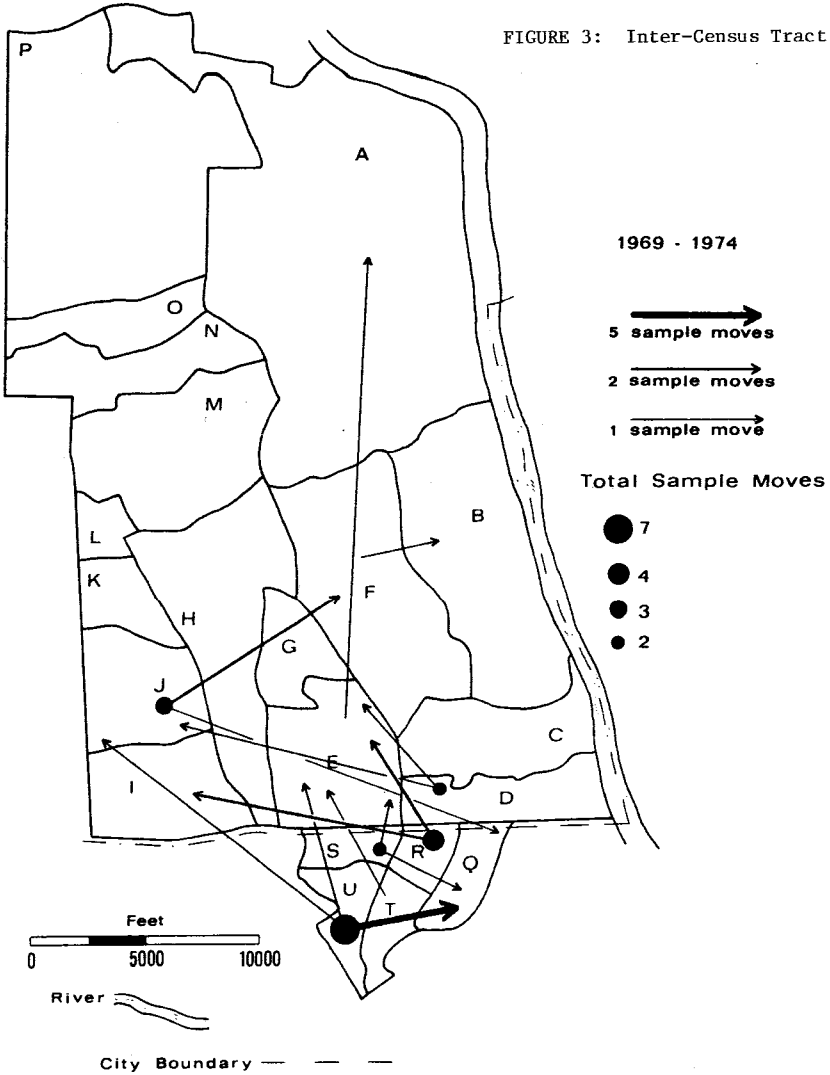 FIGURE 3: Inter-Census Tract
P
A
1969 - 1974
O
5 sample moves
N
2 sample moves
M
1 sample move
Total Sample Moves
B
7
L
4
K
F
3
H
2
G
J
C
E
I
D
S
R
Q
U
T
Feet
0 5000 10000
River
City Boundary